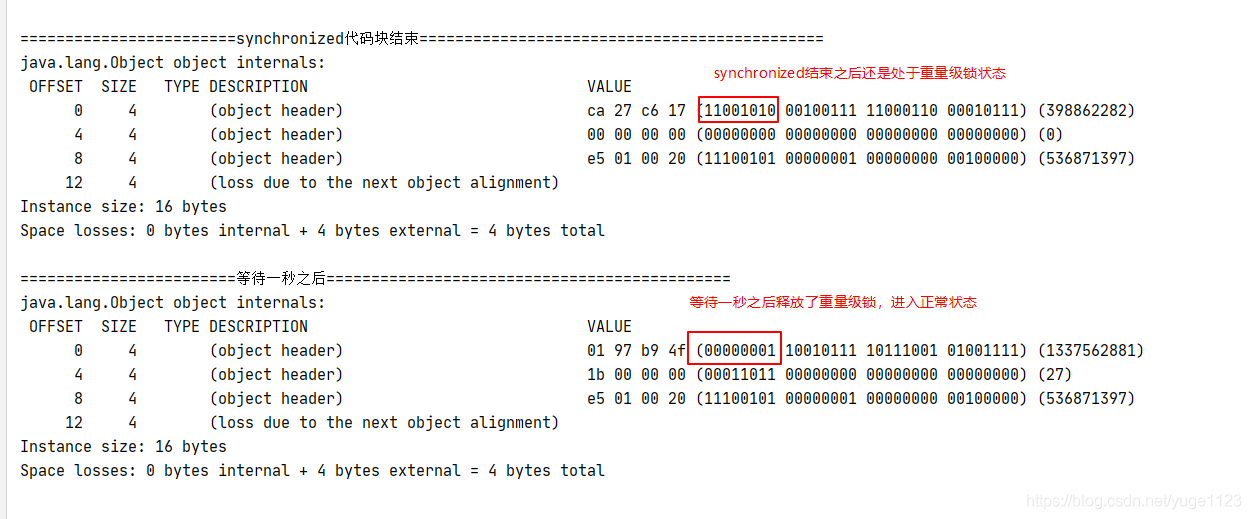 ========================synchronized代码块结束=============================================
java.lang.Object object internals:
synchronized结束之后还是处于重量级锁状态
OFFSET SIZE TYPE DESCRIPTION VALUE
0 4 (object header) ca 27 c6 17 (11001010 00100111 11000110 00010111) (398862282)
4 4 (object header) 00 00 00 00 (00000000 00000000 00000000 00000000) (0)
8 4 (object header) e5 01 00 20 (11100101 00000001 00000000 00100000) (536871397)
12 4 (loss due to the next object alignment)
Instance size: 16 bytes
Space losses: 0 bytes internal + 4 bytes external = 4 bytes total
========================等待一秒之后=============================================
java.lang.Object object internals:
等待一秒之后释放了重量级锁，进入正常状态
OFFSET SIZE TYPE DESCRIPTION VALUE
0 4 (object header) 01 97 b9 4f (00000001 10010111 10111001 01001111) (1337562881)
4 4 (object header) 1b 00 00 00 (00011011 00000000 00000000 00000000) (27)
8 4 (object header) e5 01 00 20 (11100101 00000001 00000000 00100000) (536871397)
12 4 (loss due to the next object alignment)
Instance size: 16 bytes
Space losses: 0 bytes internal + 4 bytes external = 4 bytes total
https://blog.csdn.net/yuge1123